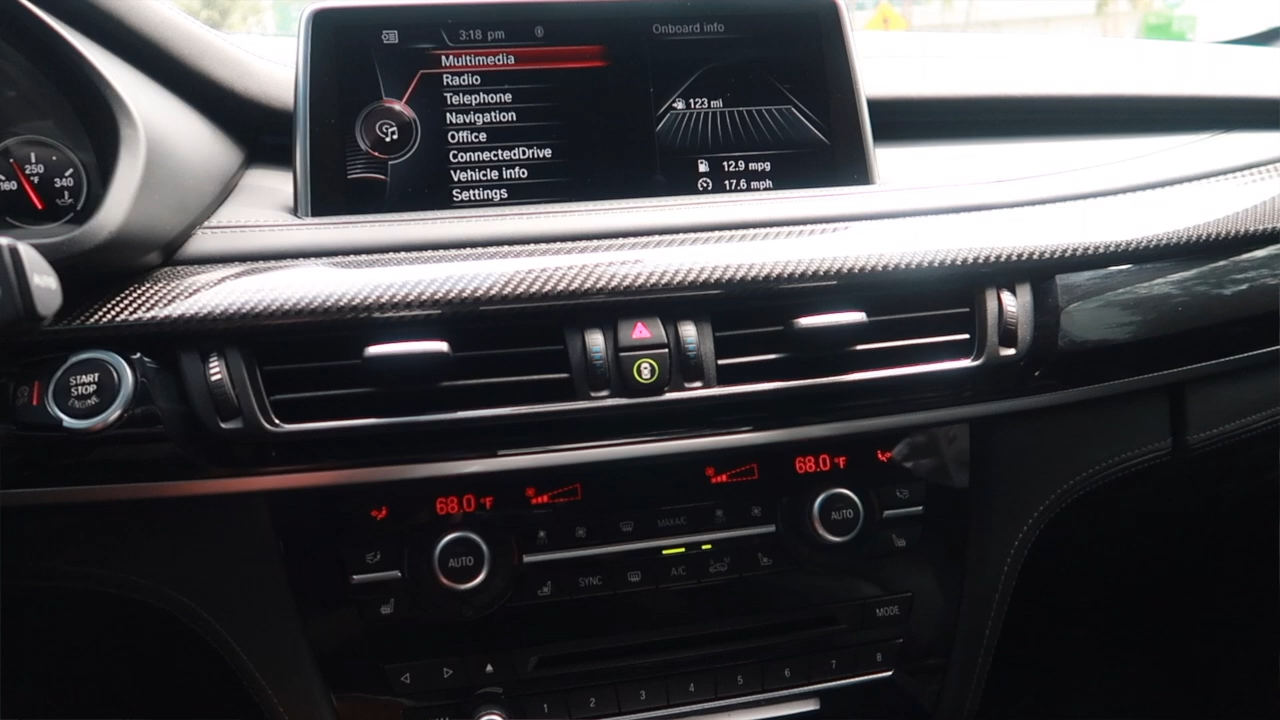 3:18 pm
Onboard info
Multimedia
Radio
Telephone
Navigation
Office
ConnectedDrive
Vehicle info
Settings
123 mi
12.9 mpg
17.6 mph
160
250
°F
340
AUTO
START
STOP
ENGINE
68.0 °F
68.0 °F
AUTO
AUTO
MAX A/C
SYNC
A/C
MODE
1 2 3 4 5 6 7 8